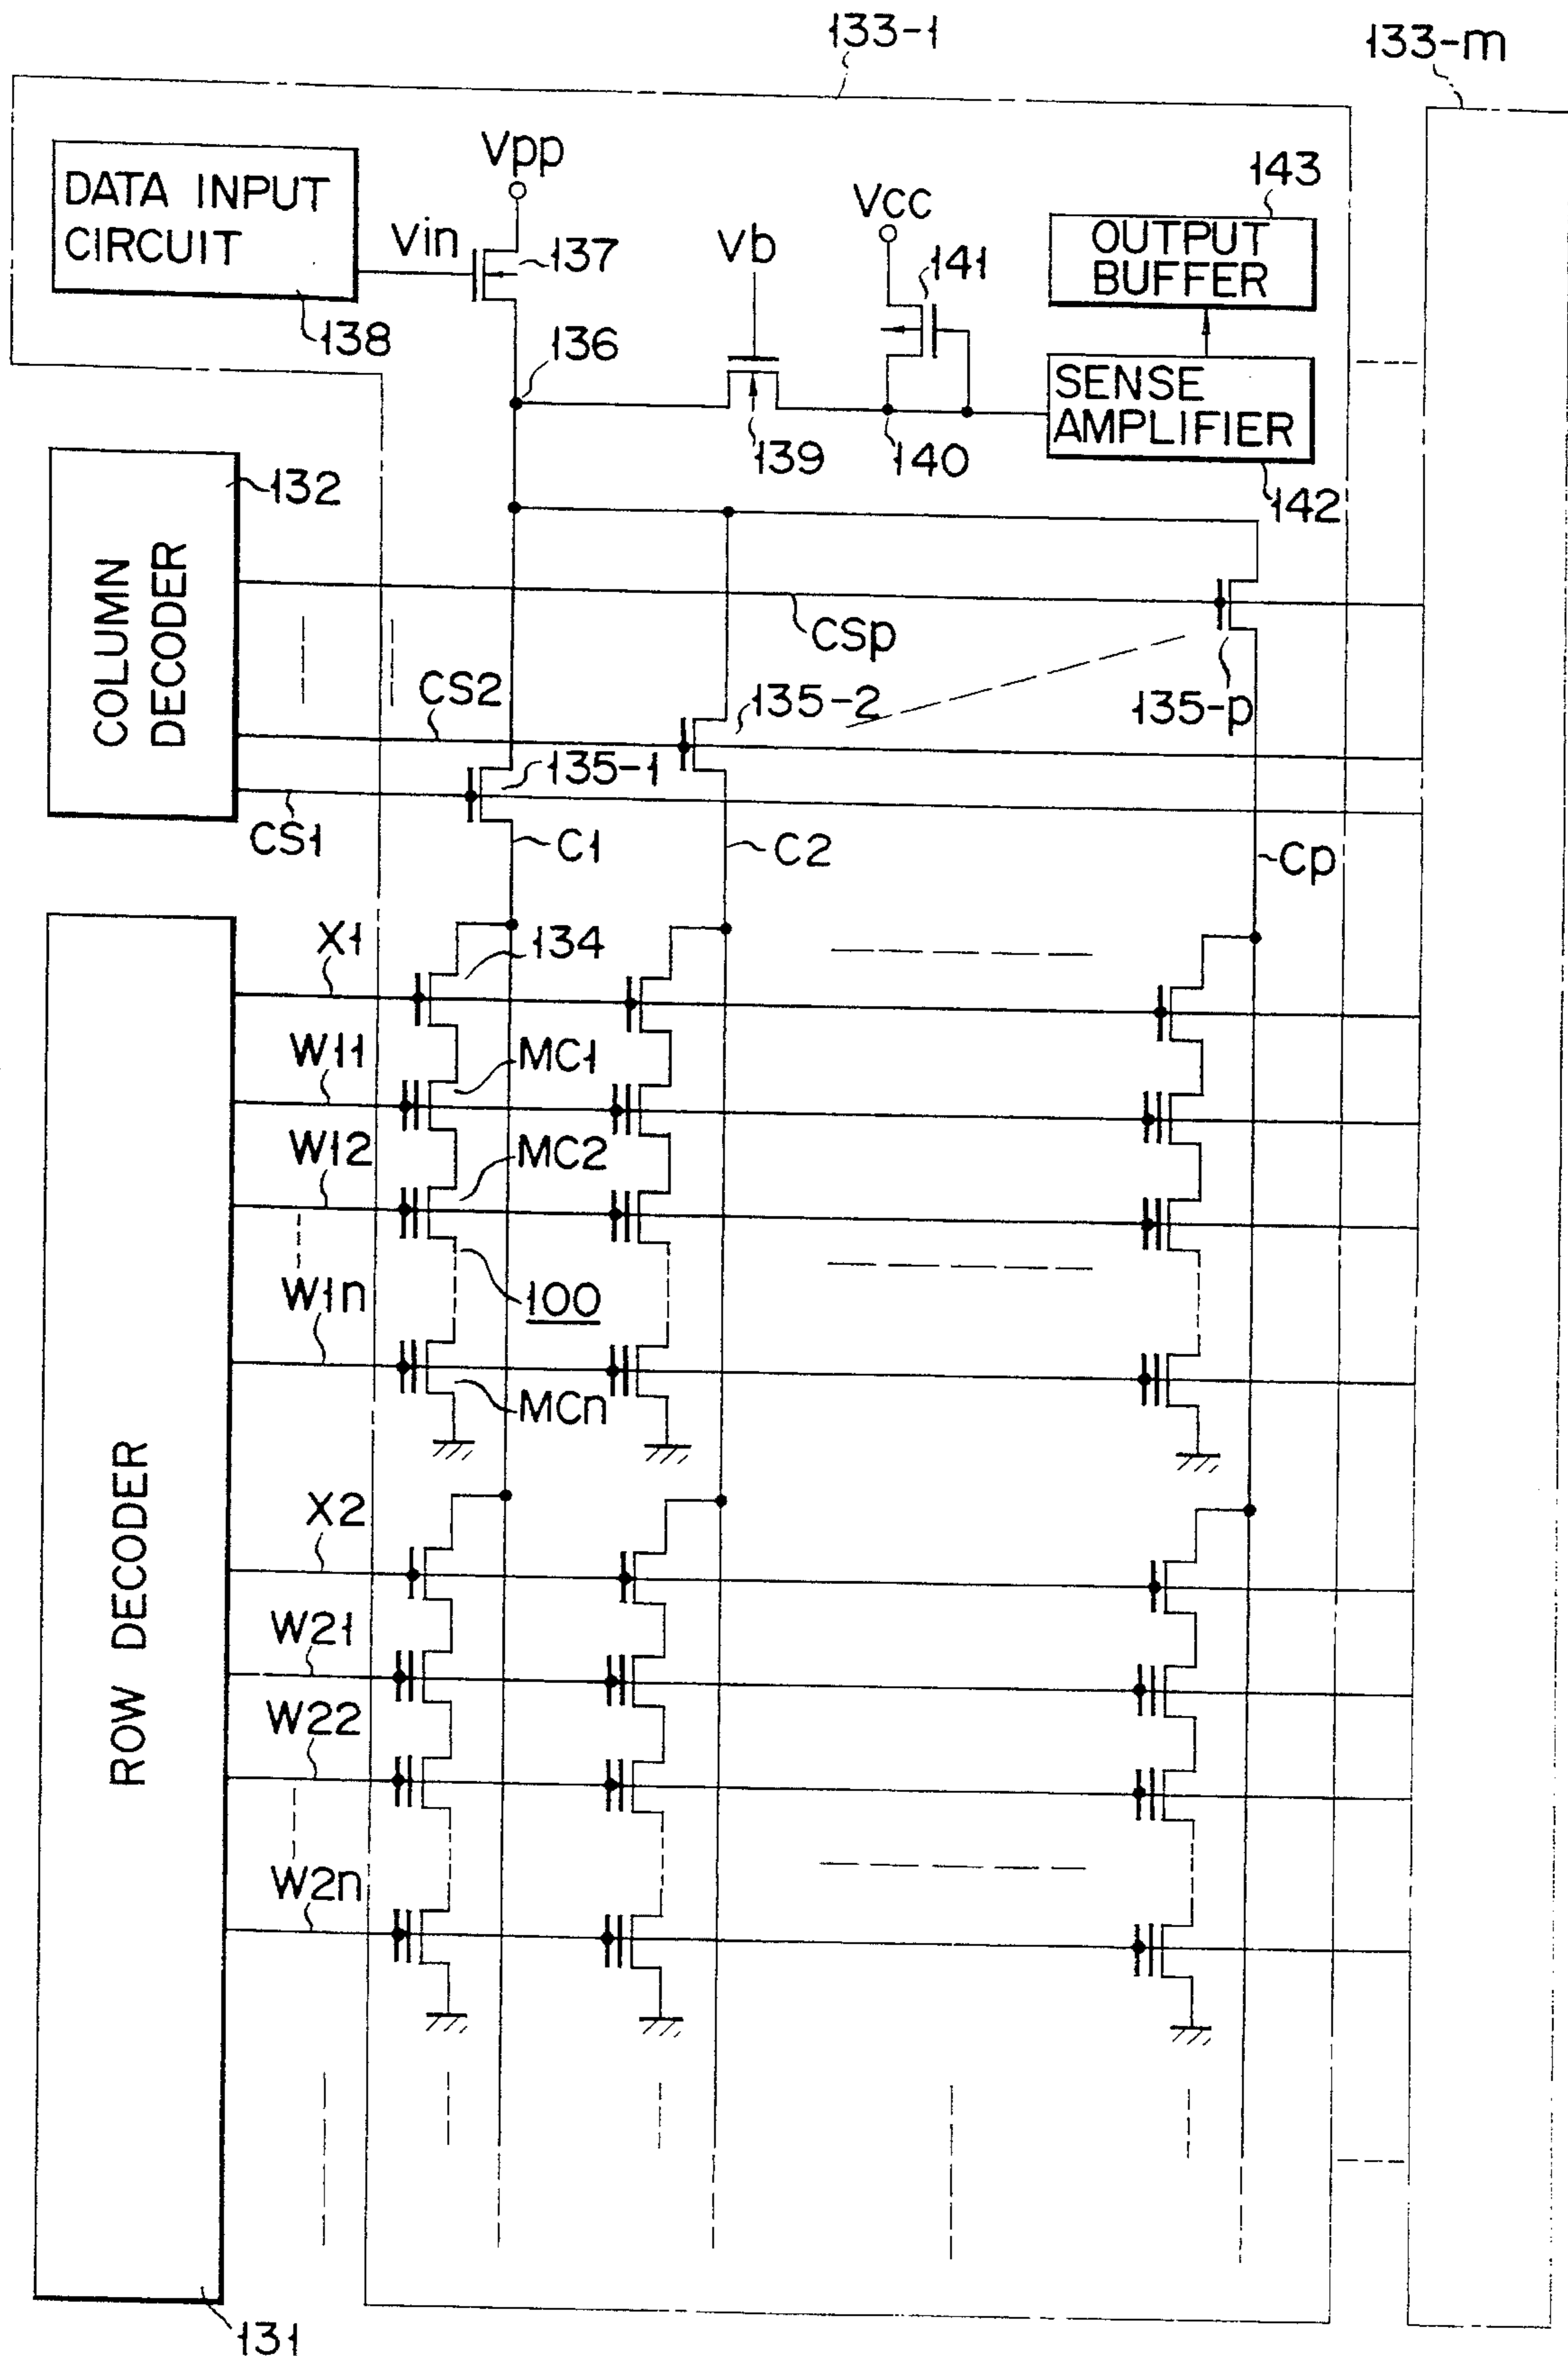 133-1
133-m
DATA INPUT
CIRCUIT
138
Vpp
Vin
137
136
Vb
139
Vcc
141
140
143
OUTPUT
BUFFER
SENSE
AMPLIFIER
142
132
COLUMN
DECODER
CSp
135-p
CS2
135-2
135-1
CS1
C1
C2
Cp
X1
134
W11
MC1
W12
MC2
W1n
100
MCn
ROW DECODER
X2
W21
W22
W2n
131